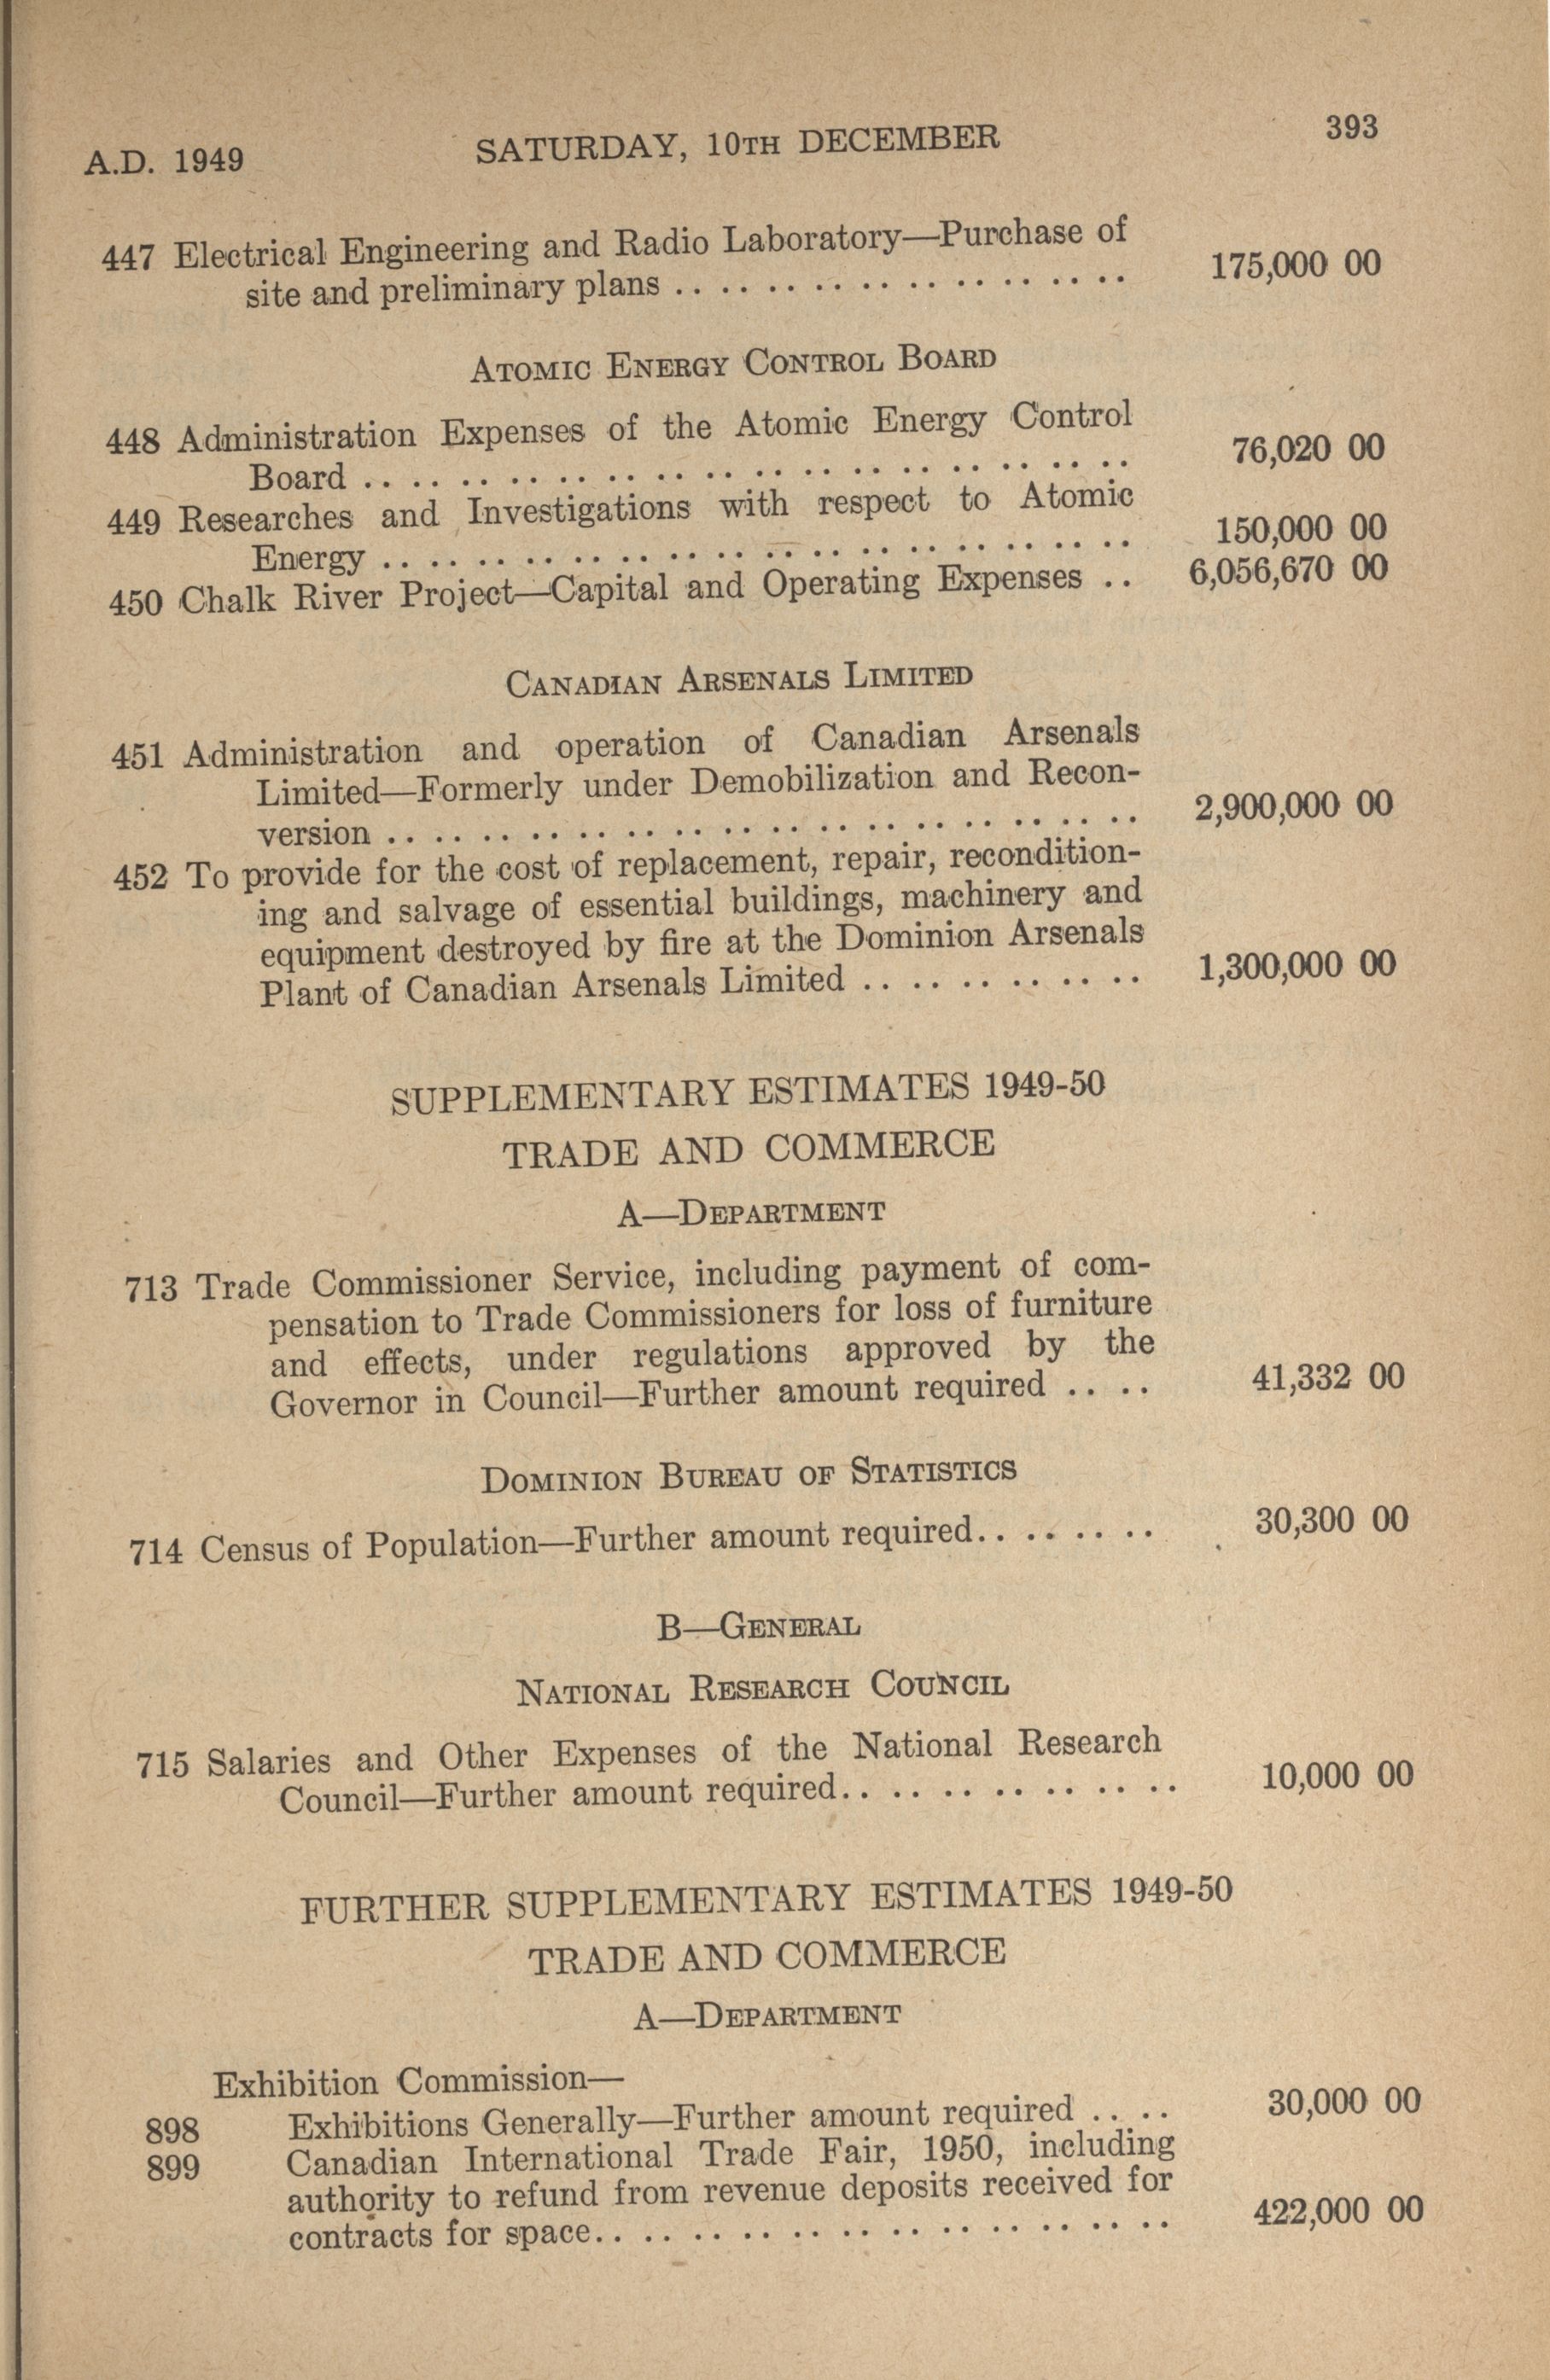 A.D. 1949 SATURDAY, 10TH DECEMBER 393
447 Electrical Engineering and Radio Laboratory—Purchase of
site and preliminary plans . . . . . . . . . . . . . . . . . . . . 175,000 00
ATOMIC ENERGY CONTROL BOARD
448 Administration Expenses of the Atomic Energy Control
Board . . . . . . . . . . . . . . . . . . . . . . . . . . . . . . . . 76,020 00
449 Researches and Investigations with respect to Atomic
Energy . . . . . . . . . . . . . . . . . . . . . . . . . . . . . . . . 150,000 00
450 Chalk River Project—Capital and Operating Expenses . . 6,056,670 00
CANADIAN ARSENALS LIMITED
451 Administration and operation of Canadian Arsenals
Limited—Formerly under Demobilization and Recon-
version . . . . . . . . . . . . . . . . . . . . . . . . . . . . . . . . 2,900,000 00
452 To provide for the cost of replacement, repair, recondition-
ing and salvage of essential buildings, machinery and
equipment destroyed by fire at the Dominion Arsenals
Plant of Canadian Arsenals Limited . . . . . . . . . . . . 1,300,000 00
SUPPLEMENTARY ESTIMATES 1949-50
TRADE AND COMMERCE
A—DEPARTMENT
713 Trade Commissioner Service, including payment of com-
pensation to Trade Commissioners for loss of furniture
and effects, under regulations approved by the
Governor in Council—Further amount required . . . . 41,332 00
DOMINION BUREAU OF STATISTICS
714 Census of Population—Further amount required. . . . . . . . 30,300 00
B—GENERAL
NATIONAL RESEARCH COUNCIL
715 Salaries and Other Expenses of the National Research
Council—Further amount required. . . . . . . . . . . . . . 10,000 00
FURTHER SUPPLEMENTARY ESTIMATES 1949-50
TRADE AND COMMERCE
A—DEPARTMENT
Exhibition Commission—
898 Exhibitions Generally—Further amount required . . . . 30,000 00
899 Canadian International Trade Fair, 1950, including
authority to refund from revenue deposits received for
contracts for space. . . . . . . . . . . . . . . . . . . . . . . . 422,000 00